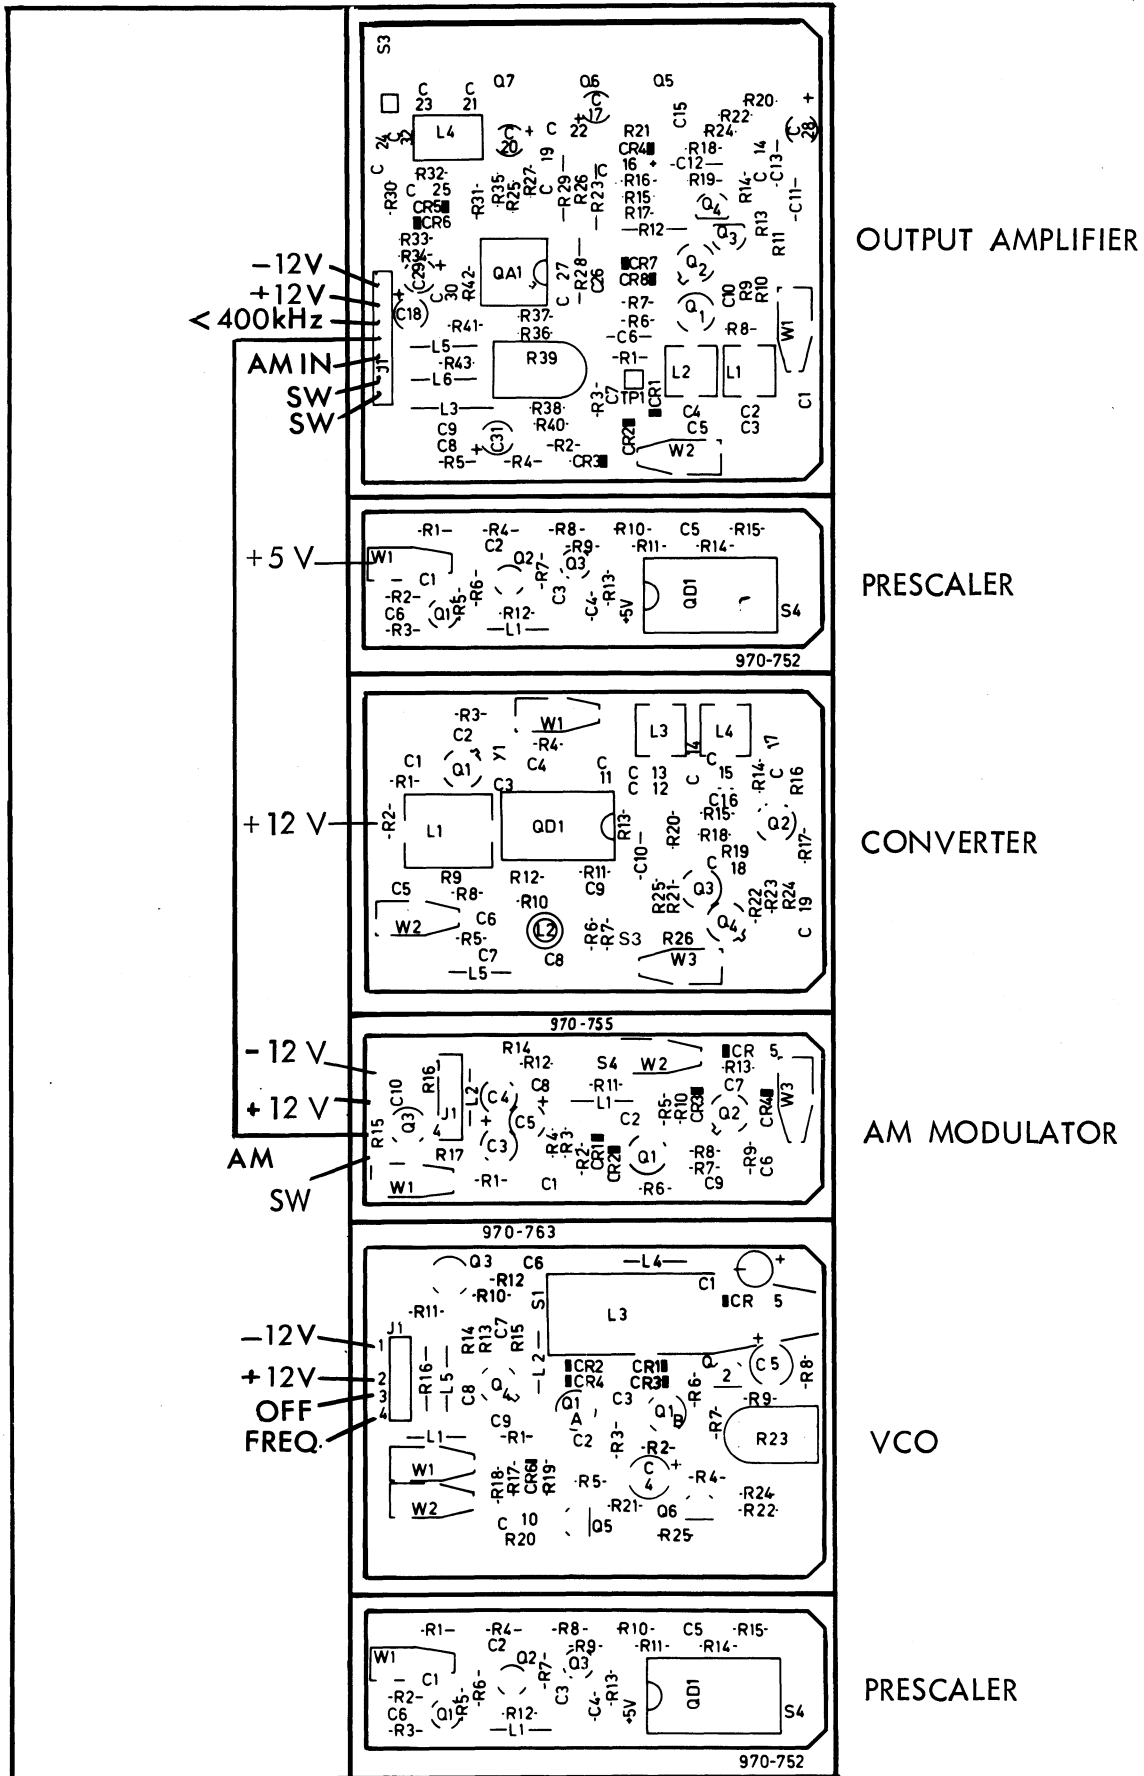 S3
Q7 Q6 Q5
C 23 C 21 C 17 + C15 R20· +
R22· C 28
C 24 C 32 L4 C 20 + C 22 R21 R24·
CR4 -R18- C 14
C 19 C 16 + -C12- C13-
R32- -R16- R19-
-R30- C 25 R31- R35 R25 R27- C -R29- R26 -R23- R15- R14- C11-
CR5 R17- Q4
CR6 -R12- Q3 R13
R33- R11
R34- C29 +
-12V QA1 -R28- CR7 Q2
+12V + C18 C 30 R42- C 27 C26 CR8 C10 R9 R10
<400kHz -R37- -R7- Q1
-R41- -R36- -R6- R8- W1
-L5- -C6-
AM IN J1 -R43- R39 -R1- L2 L1
SW -L6- TP1 CR1
SW -L3- -R38- -R3- C7 C4 C2 C1
C9 -R40- CR2 C5 C3
C8 + C31 -R2- W2
-R5- -R4- CR3
OUTPUT AMPLIFIER
-R1- -R4- -R8- -R10- C5 -R15-
C2 -R9- -R11- -R14-
+5 V W1 Q2 -R7- Q3
C1 -R6- C3 -R13- QD1
-R2- -R5- C4-
C6 Q1 -R12- +5V S4
-R3- -L1-
970-752
PRESCALER
-R3- W1 L3 L4
C2 -R4- 14 17
C1 Q1 Y1 C4 C 11 C 13 C C 15 -R14- C R16
-R1- C3 C 12 C16
+12 V -R2- L1 QD1 R13- R20- -R15- Q2
-R18- R17-
C10- R19
R9 R12- -R11- C 18
C5 -R8- C9 R25- R21- Q3 R22 R23 R24
-R10 C 19
W2 C6 L2 -R6- -R7- S3 Q4
-R5- R26
C7 C8 W3
-L5-
CONVERTER
970-755
R14 W2 CR 5
-12 V -R12- S4 -R13-
C10 R16 1 L2 C4 C8 -R11- C7 W3
+12 V Q3 J1 C5 + -L1- -R5- R10 CR3 Q2 CR4
R15 4 + C3 C2
R17 R4- R3- CR1 Q1 -R8- -R9- C6
AM -R2- CR2 -R7-
SW W1 -R1- C1 -R6- C9
AM MODULATOR
970-763
Q3 C6 -L4- +
-R12 S1 C1
-R10- L3 CR 5
-R11-
-12V J1 1 R14 R13 C7 R15 +
+12V 2 -R16- -L5- -L2- CR2 CR1 Q 2 C5 -R8-
OFF 3 C8 Q4 CR4 CR3 -R6-
FREQ. 4 Q1 A C3 Q1 B -R9-
C9 -R7-
-L1- -R1- C2 -R3- -R2- R23
W1 C 4 +
-R18- -R17- CR6 -R19- R5- -R4-
W2 -R24-
-R21- Q6 -R22-
C 10 Q5
R20 -R25-
VCO
-R1- -R4- -R8- -R10- C5 -R15-
C2 -R9- -R11- -R14-
W1 Q2 -R7- Q3
C1 -R6- C3 -R13- QD1
-R2- -R5- C4-
C6 Q1 -R12- +5V S4
-R3- -L1-
970-752
PRESCALER